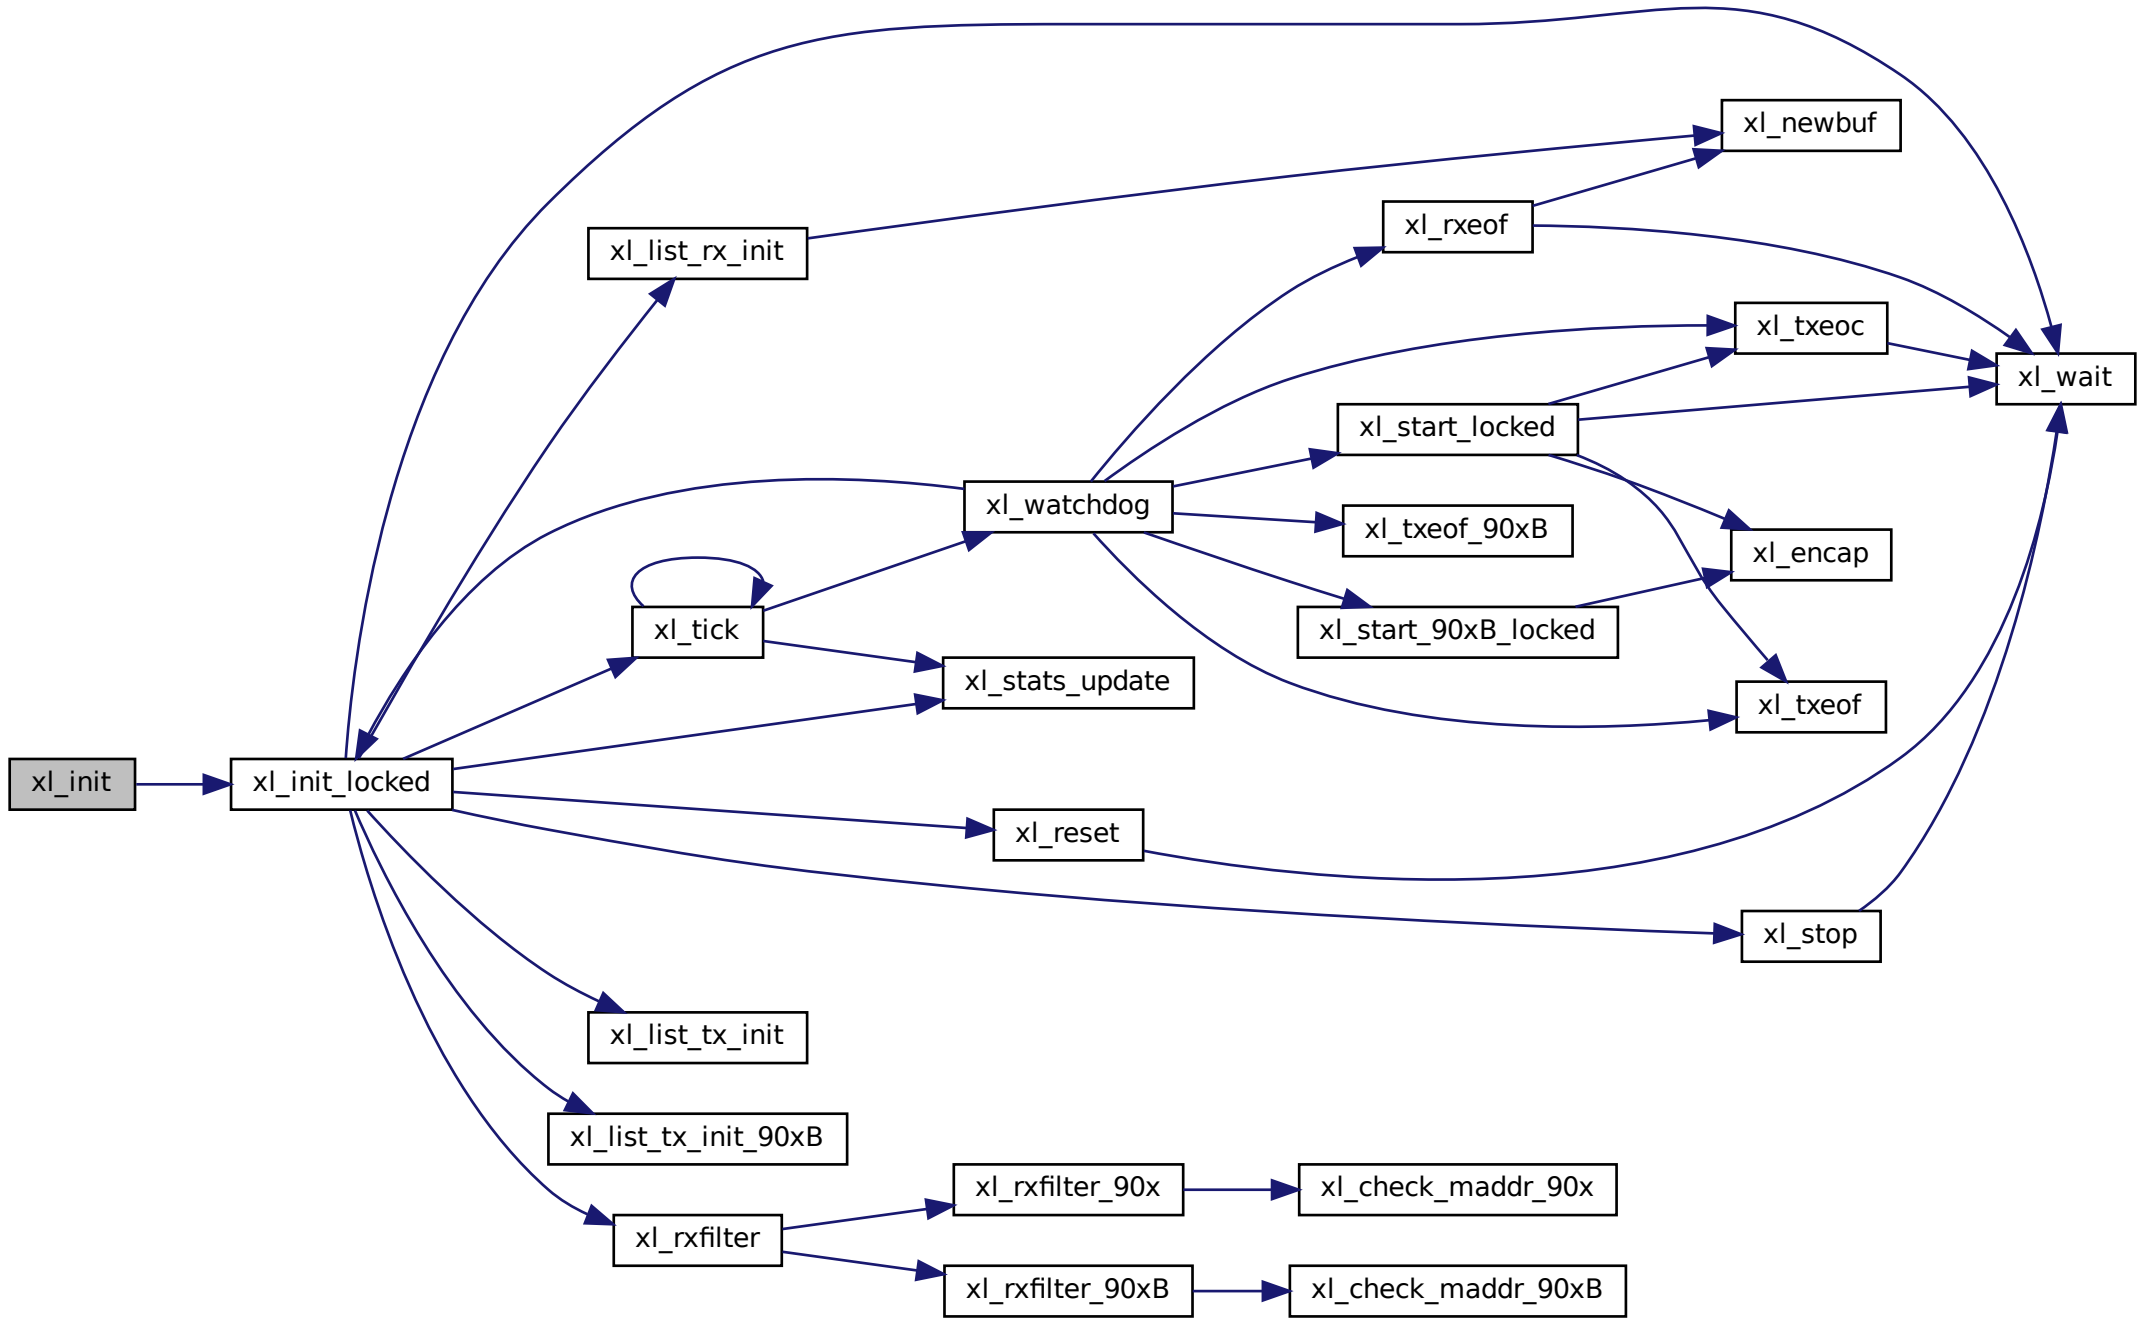 xl_newbuf
xl_rxeof
xl_list_rx_init
xl_txeoc
xl_wait
xl_start_locked
xl_watchdog
xl_txeof_90xB
xl_encap
xl_tick
xl_start_90xB_locked
xl_stats_update
xl_txeof
xl_init
xl_init_locked
xl_reset
xl_stop
xl_list_tx_init
xl_list_tx_init_90xB
xl_rxfilter_90x
xl_check_maddr_90x
xl_rxfilter
xl_rxfilter_90xB
xl_check_maddr_90xB